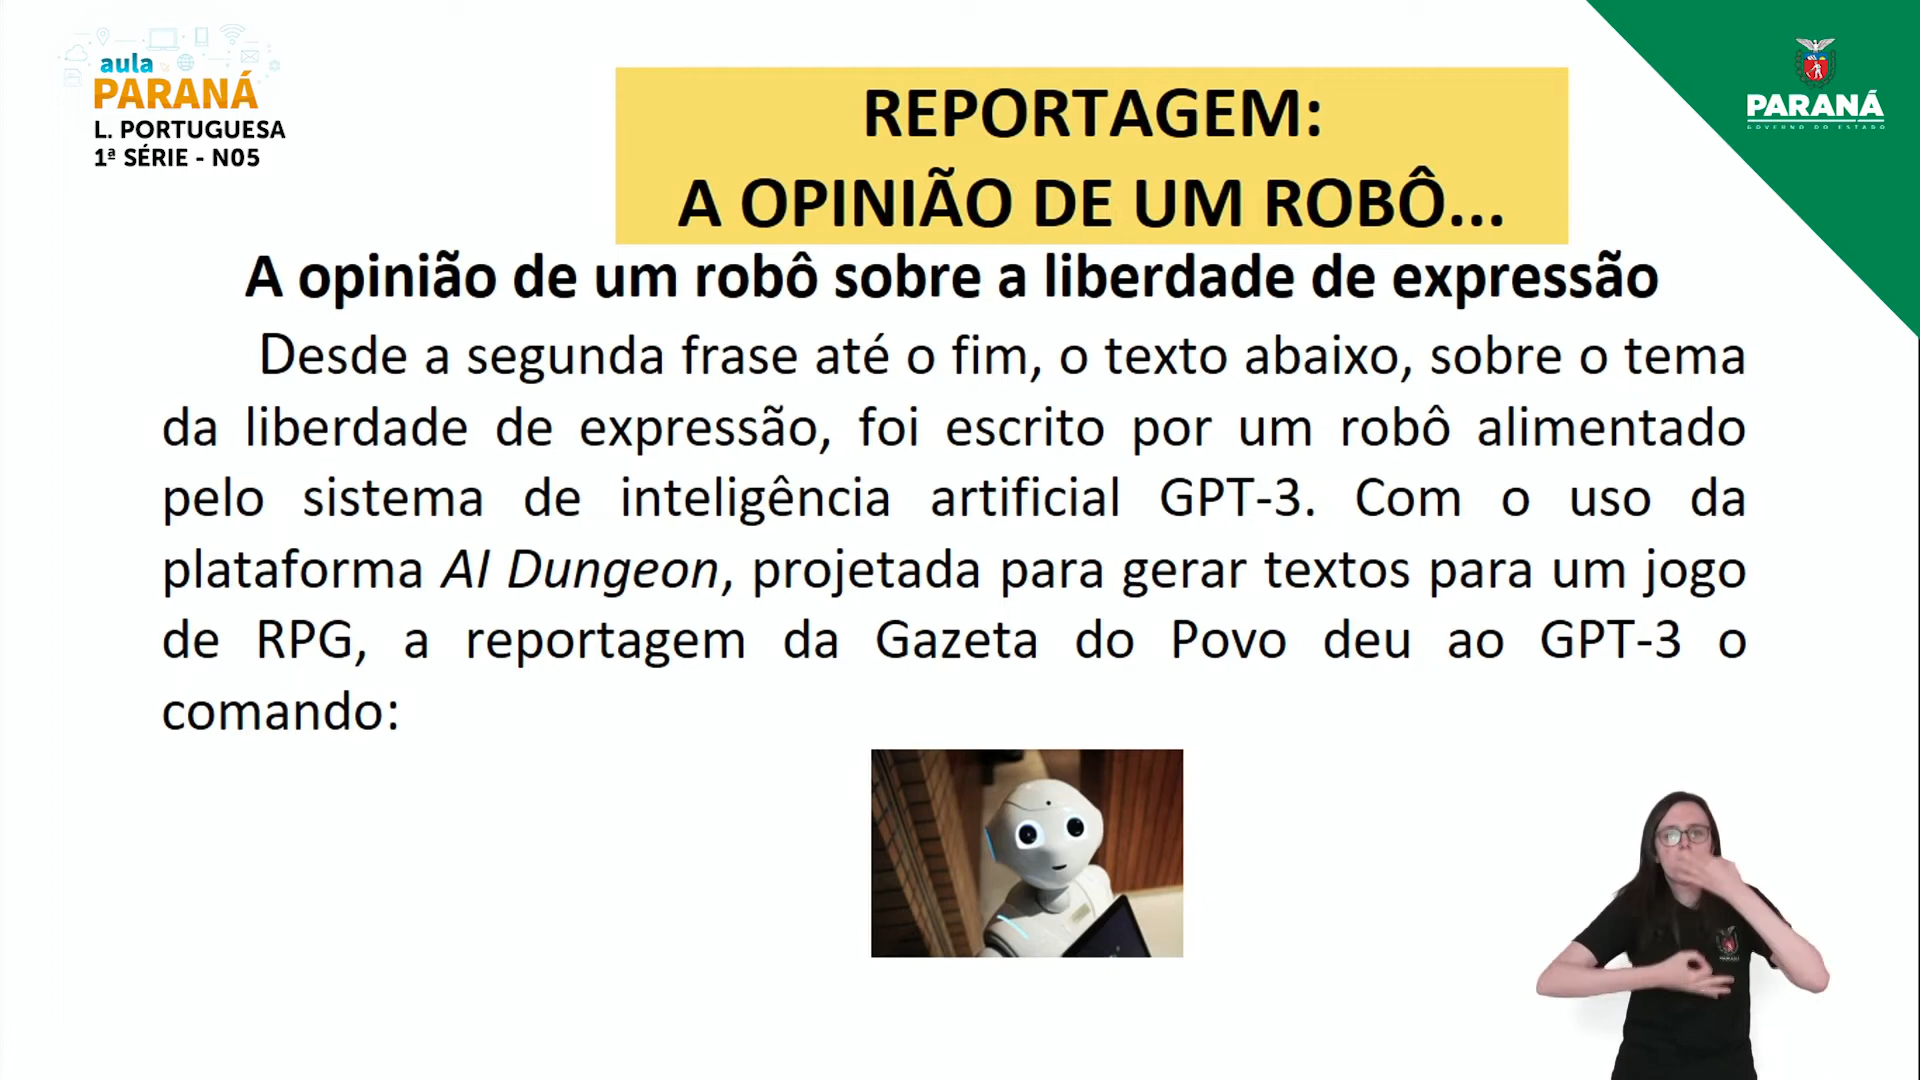 aula
PARANÁ
L. PORTUGUESA
1ª SÉRIE - N05
PARANÁ
GOVERNO DO ESTADO
REPORTAGEM:
A OPINIÃO DE UM ROBÔ...
A opinião de um robô sobre a liberdade de expressão
Desde a segunda frase até o fim, o texto abaixo, sobre o tema
da liberdade de expressão, foi escrito por um robô alimentado
pelo sistema de inteligência artificial GPT-3. Com o uso da
plataforma AI Dungeon, projetada para gerar textos para um jogo
de RPG, a reportagem da Gazeta do Povo deu ao GPT-3 o
comando: